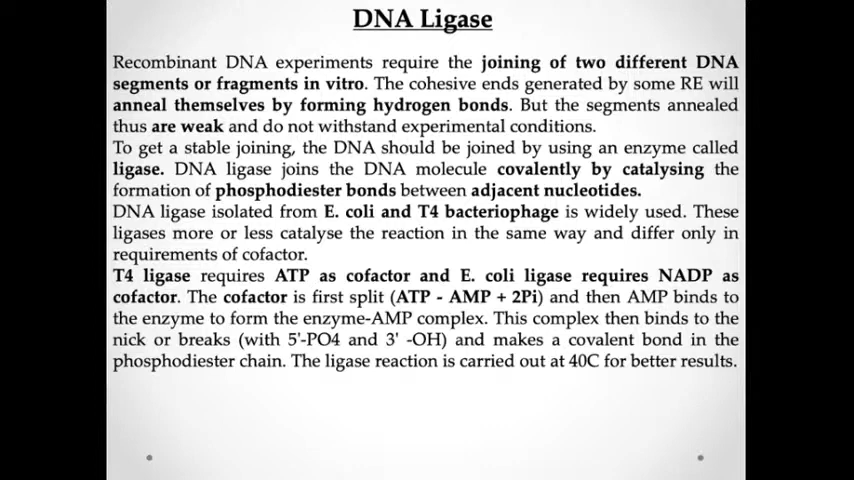 DNA Ligase
Recombinant DNA experiments require the joining of two different DNA
segments or fragments in vitro. The cohesive ends generated by some RE will
anneal themselves by forming hydrogen bonds. But the segments annealed
thus are weak and do not withstand experimental conditions.
To get a stable joining, the DNA should be joined by using an enzyme called
ligase. DNA ligase joins the DNA molecule covalently by catalysing the
formation of phosphodiester bonds between adjacent nucleotides.
DNA ligase isolated from E. coli and T4 bacteriophage is widely used. These
ligases more or less catalyse the reaction in the same way and differ only in
requirements of cofactor.
T4 ligase requires ATP as cofactor and E. coli ligase requires NADP as
cofactor. The cofactor is first split (ATP - AMP + 2Pi) and then AMP binds to
the enzyme to form the enzyme-AMP complex. This complex then binds to the
nick or breaks (with 5'-PO4 and 3' -OH) and makes a covalent bond in the
phosphodiester chain. The ligase reaction is carried out at 40C for better results.